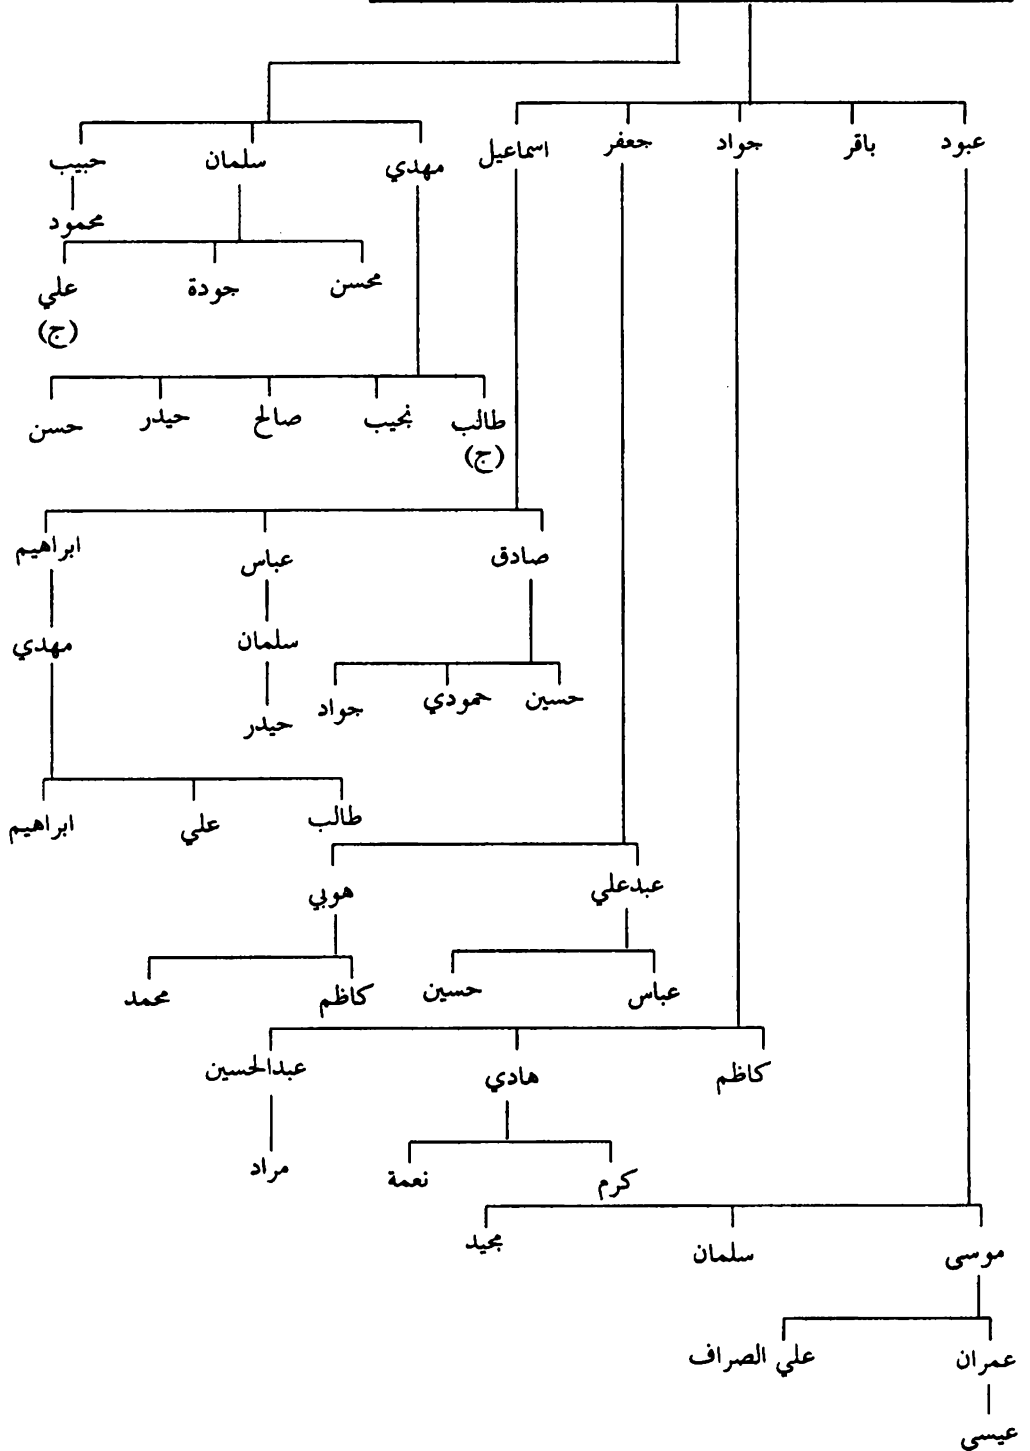 عبود باقر جواد جعفر اسماعيل
مهدي سلمان حبيب
محمود
محسن جودة علي
(ج)
طالب نجيب صالح حيدر حسن
(ج)
صادق عباس ابراهيم
سلمان مهدي
حسين حمودي جواد حيدر
طالب علي ابراهيم
عبدعلي هوبي
عباس حسين كاظم محمد
كاظم هادي عبدالحسين
كرم نعمة مراد
موسى سلمان مجيد
عمران علي الصراف
عيسى